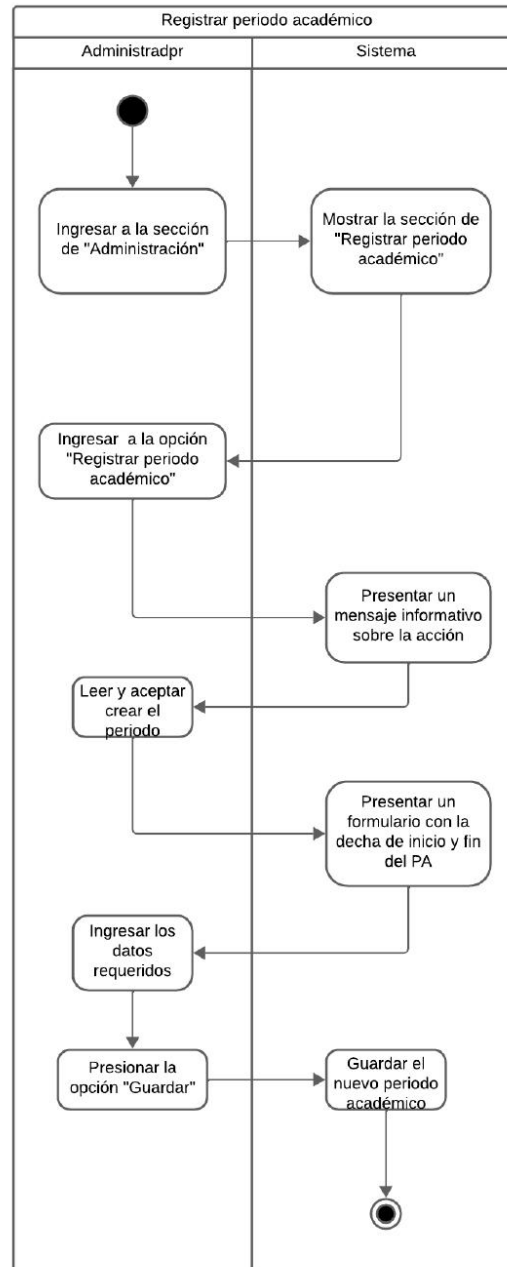 Registrar periodo académico
Administradpr
Sistema
Ingresar a la sección
de "Administración"
Mostrar la sección de
"Registrar periodo
académico"
Ingresar a la opción
"Registrar periodo
académico"
Presentar un
mensaje informativo
sobre la acción
Leer y aceptar
crear el
periodo
Presentar un
formulario con la
decha de inicio y fin
del PA
Ingresar los
datos
requeridos
Presionar la
opción "Guardar"
Guardar el
nuevo periodo
académico